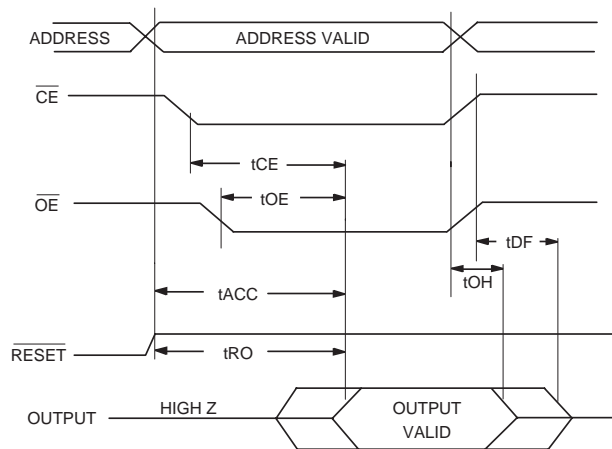 ADDRESS
ADDRESS VALID
CE
tCE
OE
tOE
tDF
tOH
tACC
RESET
tRO
OUTPUT
HIGH Z
OUTPUT
VALID